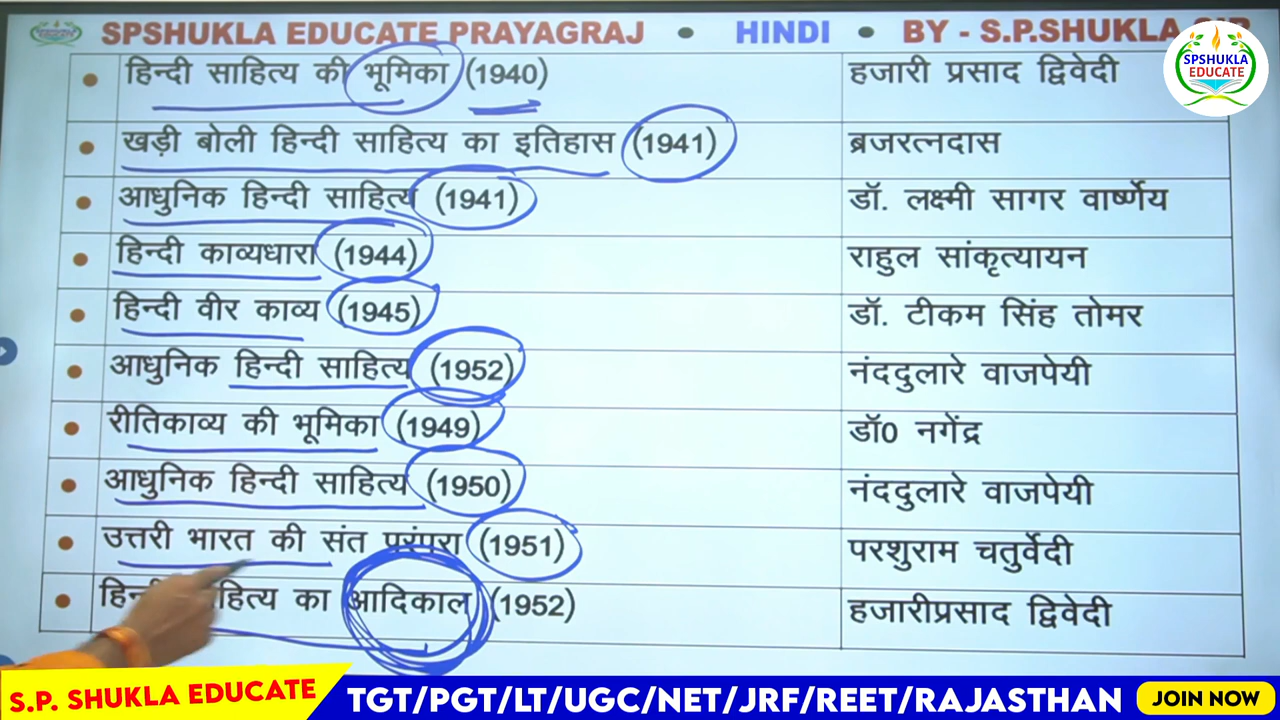 SPSHUKLA EDUCATE PRAYAGRAJ • HINDI • BY - S.P.SHUKLA
SPSHUKLA
EDUCATE
हिन्दी साहित्य की भूमिका (1940) हजारी प्रसाद द्विवेदी
खड़ी बोली हिन्दी साहित्य का इतिहास (1941) ब्रजरत्नदास
आधुनिक हिन्दी साहित्य (1941) डॉ. लक्ष्मी सागर वार्ष्णेय
हिन्दी काव्यधारा (1944) राहुल सांकृत्यायन
हिन्दी वीर काव्य (1945) डॉ. टीकम सिंह तोमर
आधुनिक हिन्दी साहित्य (1952) नंददुलारे वाजपेयी
रीतिकाव्य की भूमिका (1949) डॉ0 नगेंद्र
आधुनिक हिन्दी साहित्य (1950) नंददुलारे वाजपेयी
उत्तरी भारत की संत परंपरा (1951) परशुराम चतुर्वेदी
का आदिकाल (1952) हजारीप्रसाद द्विवेदी
S.P. SHUKLA EDUCATE
TGT/PGT/LT/UGC/NET/JRF/REET/RAJASTHAN
JOIN NOW